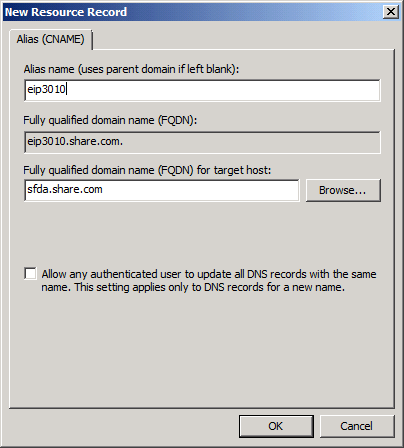 New Resource Record
Alias (CNAME)
Alias name (uses parent domain if left blank):
eip3010
Fully qualified domain name (FQDN):
eip3010.share.com.
Fully qualified domain name (FQDN) for target host:
sfda.share.com
Browse...
Allow any authenticated user to update all DNS records with the same
name. This setting applies only to DNS records for a new name.
OK
Cancel